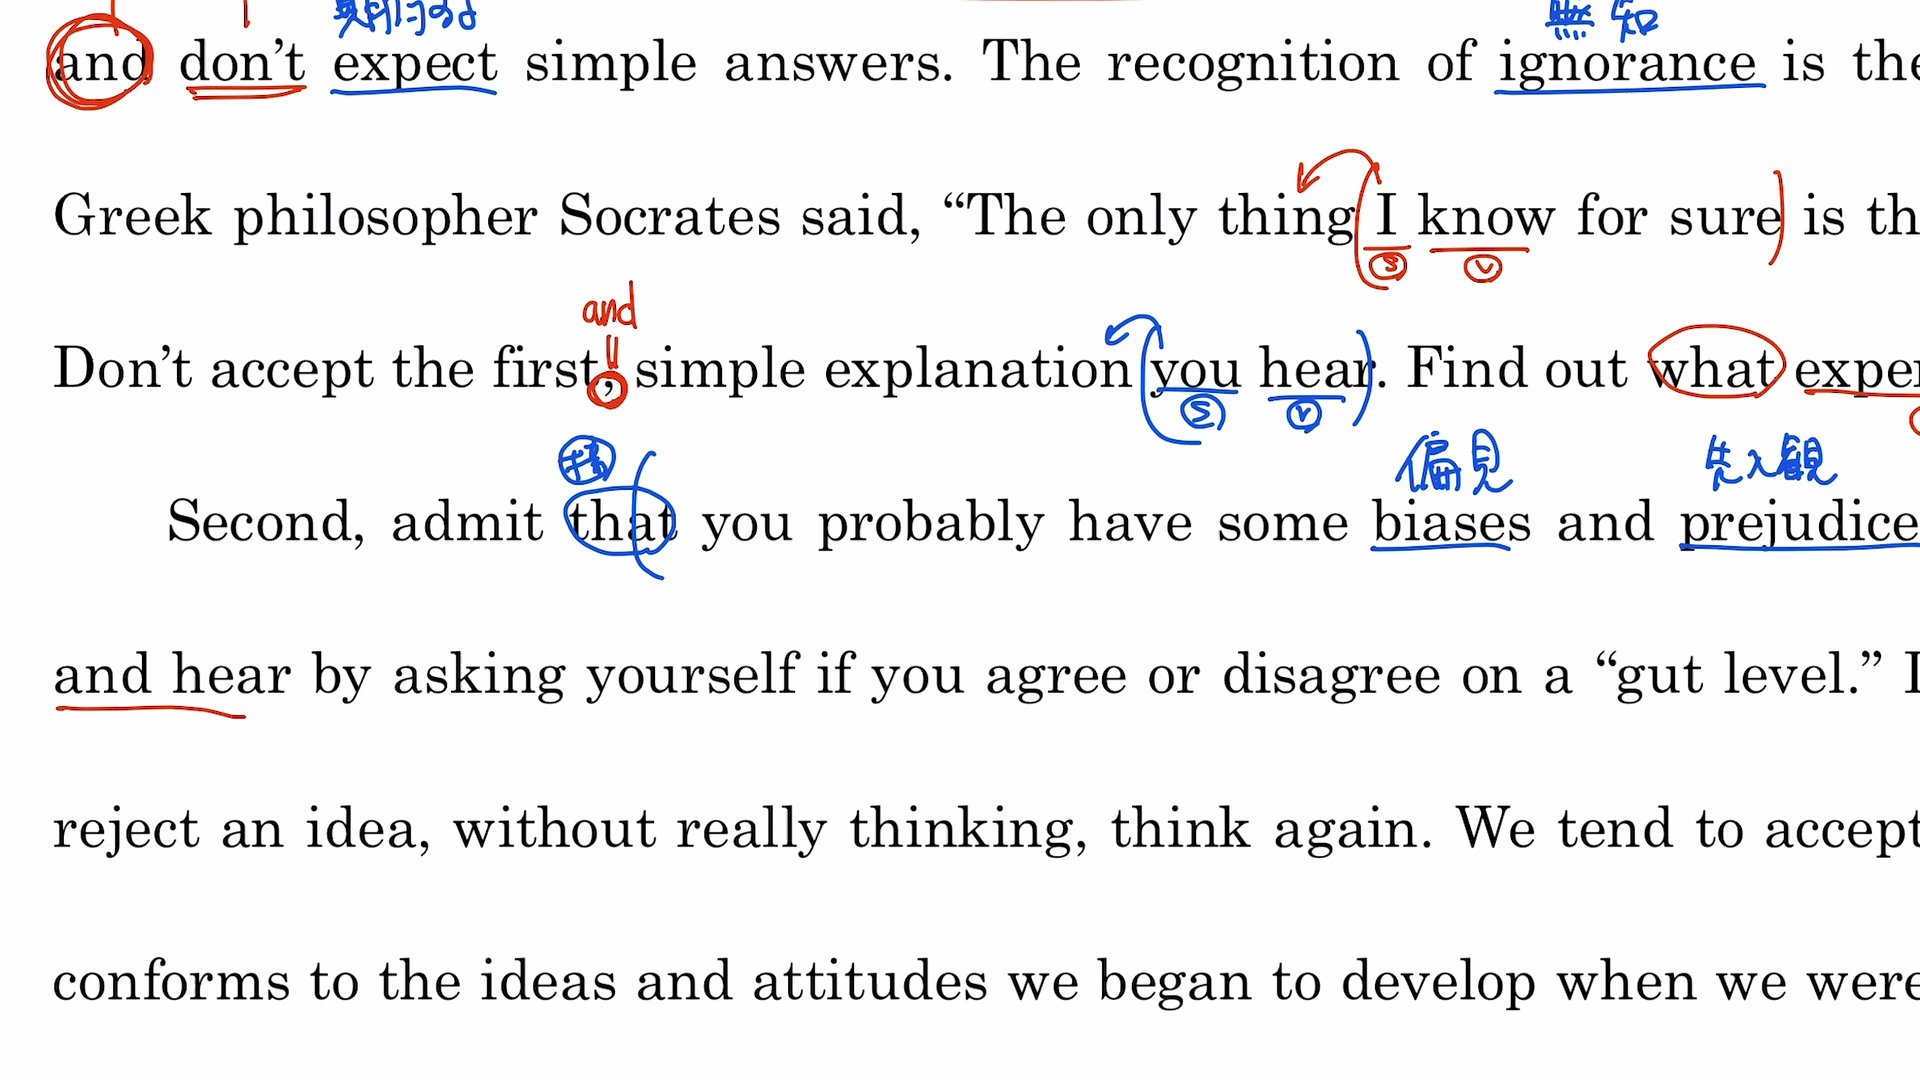 期待する 無知
and don't expect simple answers. The recognition of ignorance is the
Greek philosopher Socrates said, “The only thing I know for sure is th
S V
and
Don't accept the first, simple explanation you hear. Find out what exper
S V
接 偏見 先入観
Second, admit that you probably have some biases and prejudice
and hear by asking yourself if you agree or disagree on a “gut level.” I
reject an idea, without really thinking, think again. We tend to accept
conforms to the ideas and attitudes we began to develop when we were